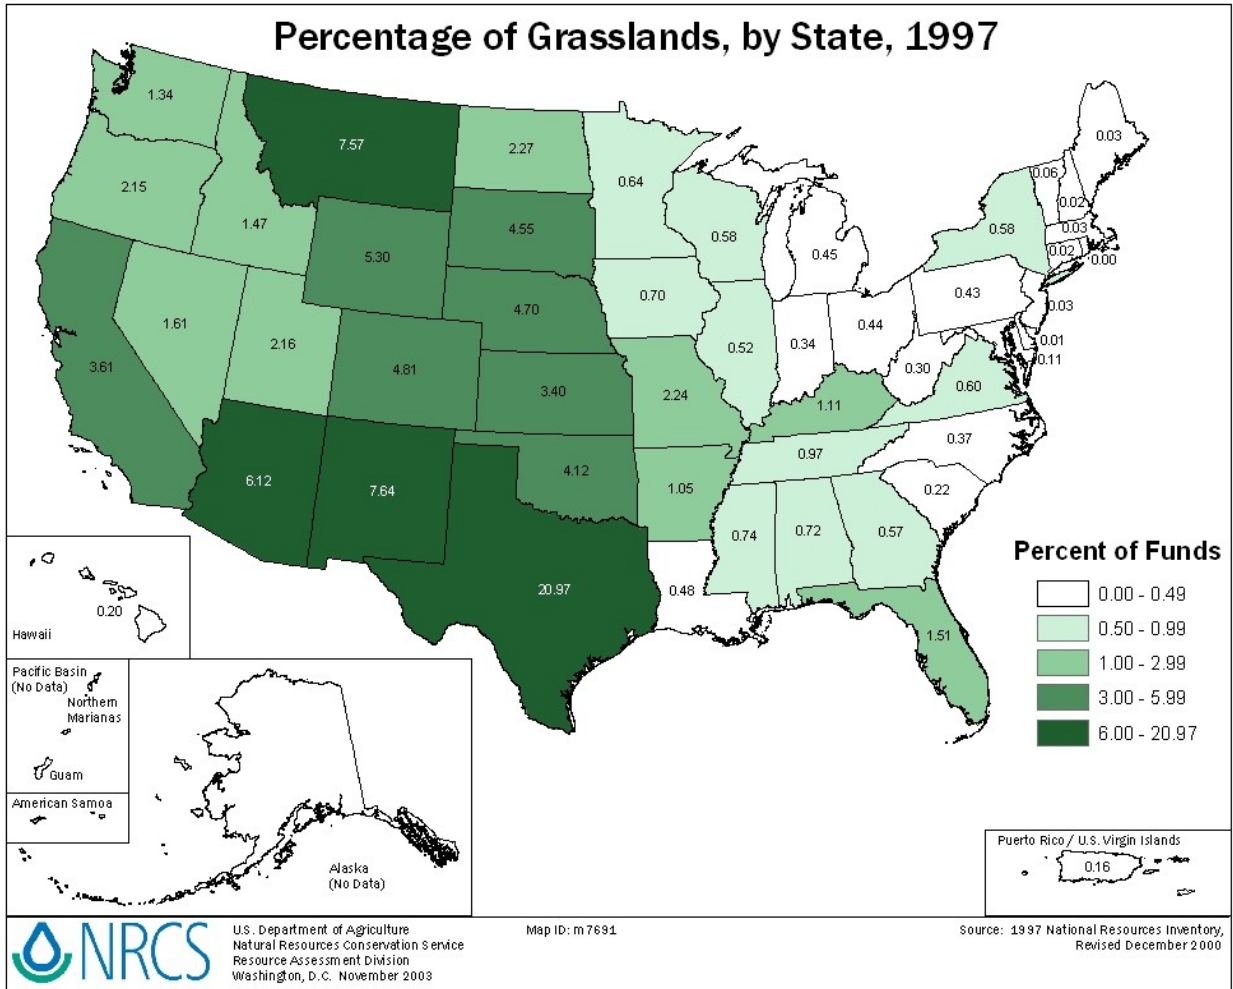 Percentage of Grasslands, by State, 1997
1.34
7.57
2.27
0.64
0.03
0.06
0.02
2.15
1.47
5.30
4.55
0.58
0.45
0.58
0.03
0.02
0.00
1.61
2.16
4.70
0.70
0.43
0.03
3.61
4.81
3.40
2.24
0.52
0.34
0.44
0.30
0.60
0.01
0.11
1.11
6.12
7.64
4.12
1.05
0.97
0.37
0.22
20.97
0.48
0.74
0.72
0.57
1.51
Percent of Funds
0.00 - 0.49
0.50 - 0.99
1.00 - 2.99
3.00 - 5.99
6.00 - 20.97
0.20
Hawaii
Pacific Basin
(No Data)
Northern
Marianas
Guam
American Samoa
Alaska
(No Data)
Puerto Rico / U.S. Virgin Islands
0.16
NRCS
U.S. Department of Agriculture
Natural Resources Conservation Service
Resource Assessment Division
Washington, D.C. November 2003
Map ID: m7691
Source: 1997 National Resources Inventory,
Revised December 2000